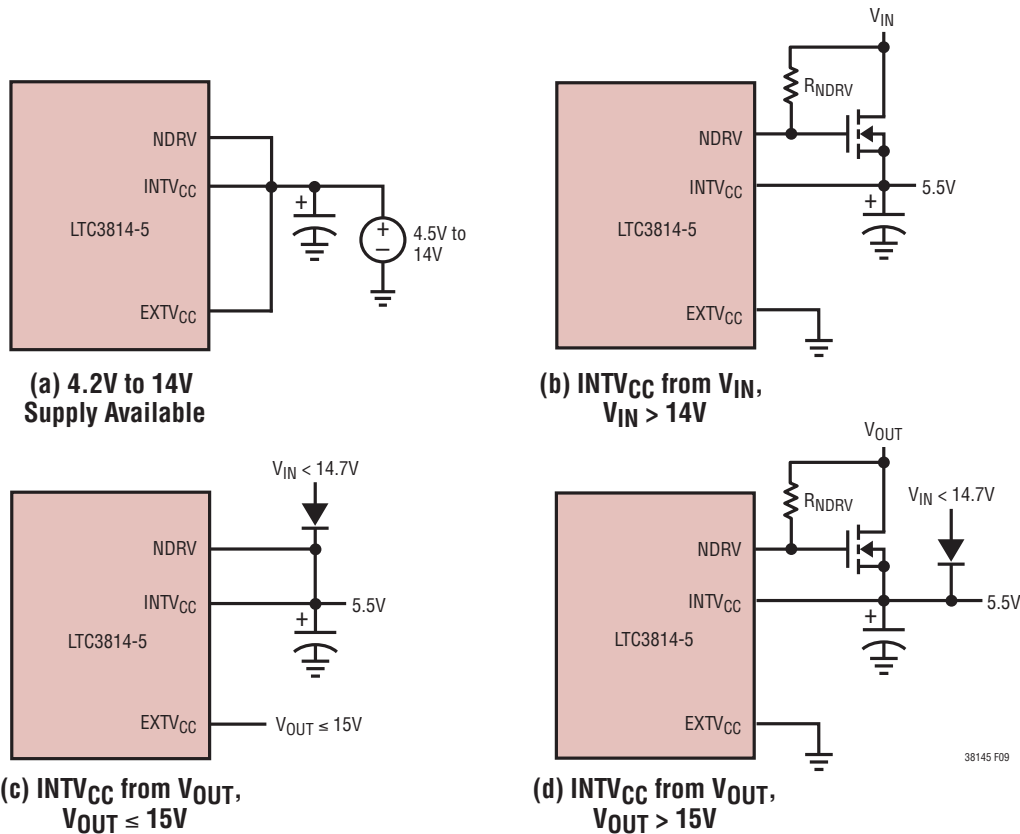 NDRV
INTVCC
LTC3814-5
EXTVCC
+
+
–
4.5V to
14V
(a) 4.2V to 14V
Supply Available
VIN
RNDRV
NDRV
INTVCC
5.5V
+
LTC3814-5
EXTVCC
(b) INTVCC from VIN,
VIN > 14V
VIN < 14.7V
NDRV
INTVCC
5.5V
+
LTC3814-5
EXTVCC
VOUT ≤ 15V
(c) INTVCC from VOUT,
VOUT ≤ 15V
VOUT
RNDRV
VIN < 14.7V
NDRV
INTVCC
5.5V
+
LTC3814-5
EXTVCC
38145 F09
(d) INTVCC from VOUT,
VOUT > 15V